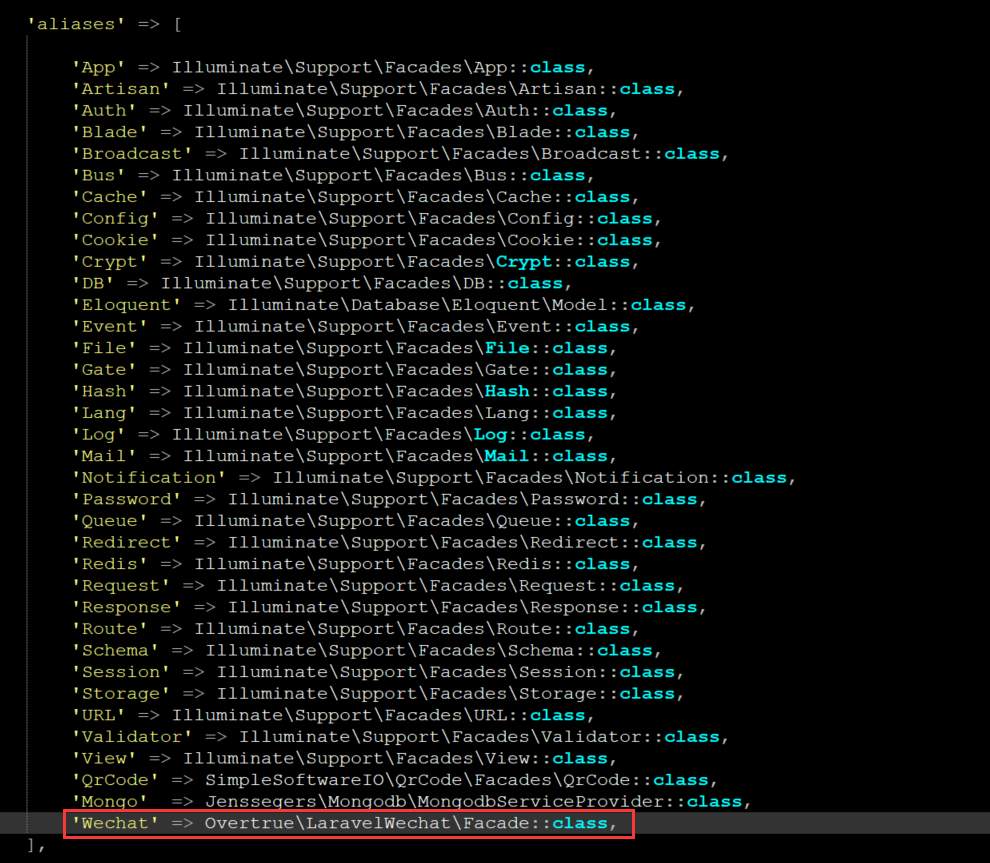 'aliases' => [
'App' => Illuminate\Support\Facades\App::class,
'Artisan' => Illuminate\Support\Facades\Artisan::class,
'Auth' => Illuminate\Support\Facades\Auth::class,
'Blade' => Illuminate\Support\Facades\Blade::class,
'Broadcast' => Illuminate\Support\Facades\Broadcast::class,
'Bus' => Illuminate\Support\Facades\Bus::class,
'Cache' => Illuminate\Support\Facades\Cache::class,
'Config' => Illuminate\Support\Facades\Config::class,
'Cookie' => Illuminate\Support\Facades\Cookie::class,
'Crypt' => Illuminate\Support\Facades\Crypt::class,
'DB' => Illuminate\Support\Facades\DB::class,
'Eloquent' => Illuminate\Database\Eloquent\Model::class,
'Event' => Illuminate\Support\Facades\Event::class,
'File' => Illuminate\Support\Facades\File::class,
'Gate' => Illuminate\Support\Facades\Gate::class,
'Hash' => Illuminate\Support\Facades\Hash::class,
'Lang' => Illuminate\Support\Facades\Lang::class,
'Log' => Illuminate\Support\Facades\Log::class,
'Mail' => Illuminate\Support\Facades\Mail::class,
'Notification' => Illuminate\Support\Facades\Notification::class,
'Password' => Illuminate\Support\Facades\Password::class,
'Queue' => Illuminate\Support\Facades\Queue::class,
'Redirect' => Illuminate\Support\Facades\Redirect::class,
'Redis' => Illuminate\Support\Facades\Redis::class,
'Request' => Illuminate\Support\Facades\Request::class,
'Response' => Illuminate\Support\Facades\Response::class,
'Route' => Illuminate\Support\Facades\Route::class,
'Schema' => Illuminate\Support\Facades\Schema::class,
'Session' => Illuminate\Support\Facades\Session::class,
'Storage' => Illuminate\Support\Facades\Storage::class,
'URL' => Illuminate\Support\Facades\URL::class,
'Validator' => Illuminate\Support\Facades\Validator::class,
'View' => Illuminate\Support\Facades\View::class,
'QrCode' => SimpleSoftwareIO\QrCode\Facades\QrCode::class,
'Mongo'  => Jenssegers\Mongodb\MongodbServiceProvider::class,
'Wechat' => Overtrue\LaravelWechat\Facade::class,
],